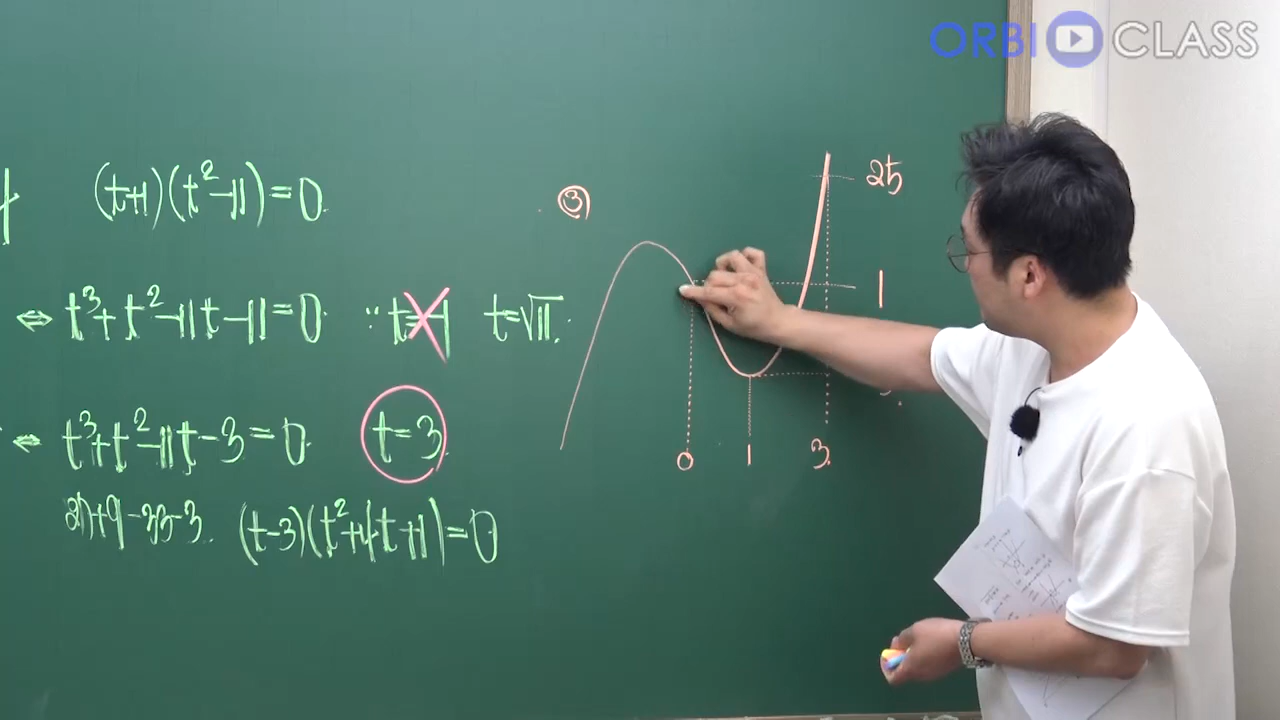 ORBI CLASS
(t+1)(t²-11)=0.
⇔ t³+t²-11t-11=0 ∵ t=-1 t=√11.
⇔ t³+t²-11t-3=0. t=3.
27+9-33-3. (t-3)(t²+4t+1)=0
③
25
1
0 1 3.